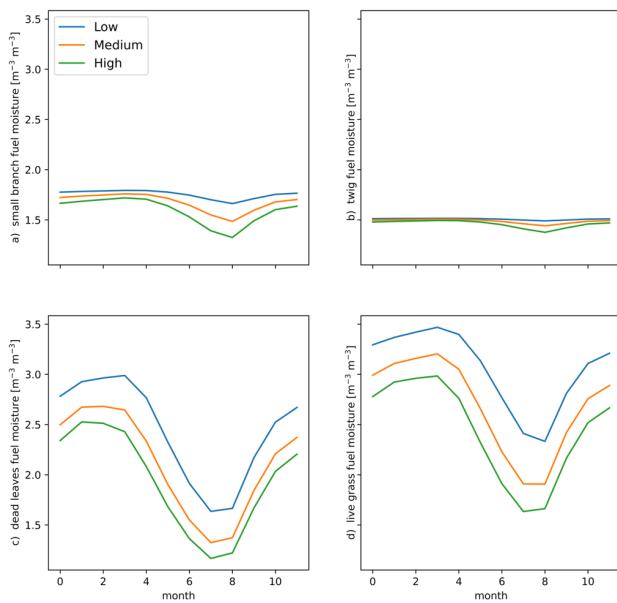 a) small branch fuel moisture [m⁻³ m⁻³]
3.5
3.0
2.5
2.0
1.5
Low
Medium
High
b) twig fuel moisture [m⁻³ m⁻³]
c) dead leaves fuel moisture [m⁻³ m⁻³]
3.5
3.0
2.5
2.0
1.5
0
2
4
6
8
10
month
d) live grass fuel moisture [m⁻³ m⁻³]
0
2
4
6
8
10
month